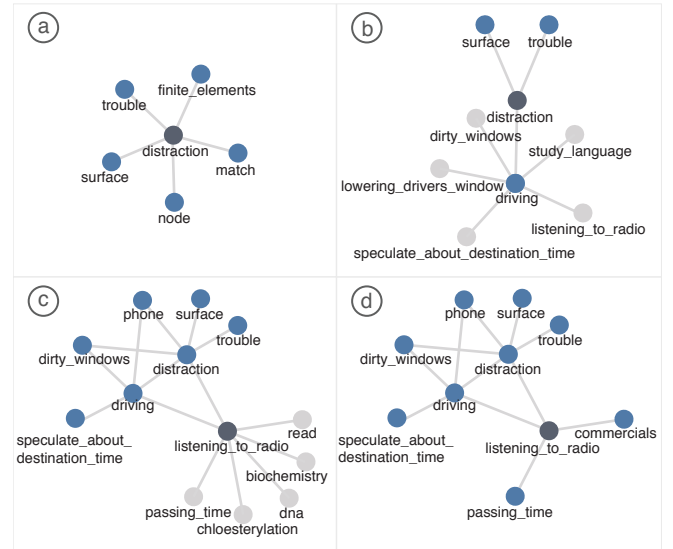 a
finite_elements
trouble
distraction
match
surface
node
b
surface
trouble
distraction
dirty_windows
study_language
lowering_drivers_window
driving
listening_to_radio
speculate_about_destination_time
c
phone
surface
trouble
dirty_windows
distraction
driving
speculate_about_
destination_time
listening_to_radio
read
biochemistry
passing_time
dna
chloesterylation
d
phone
surface
trouble
dirty_windows
distraction
driving
speculate_about_
destination_time
commercials
listening_to_radio
passing_time